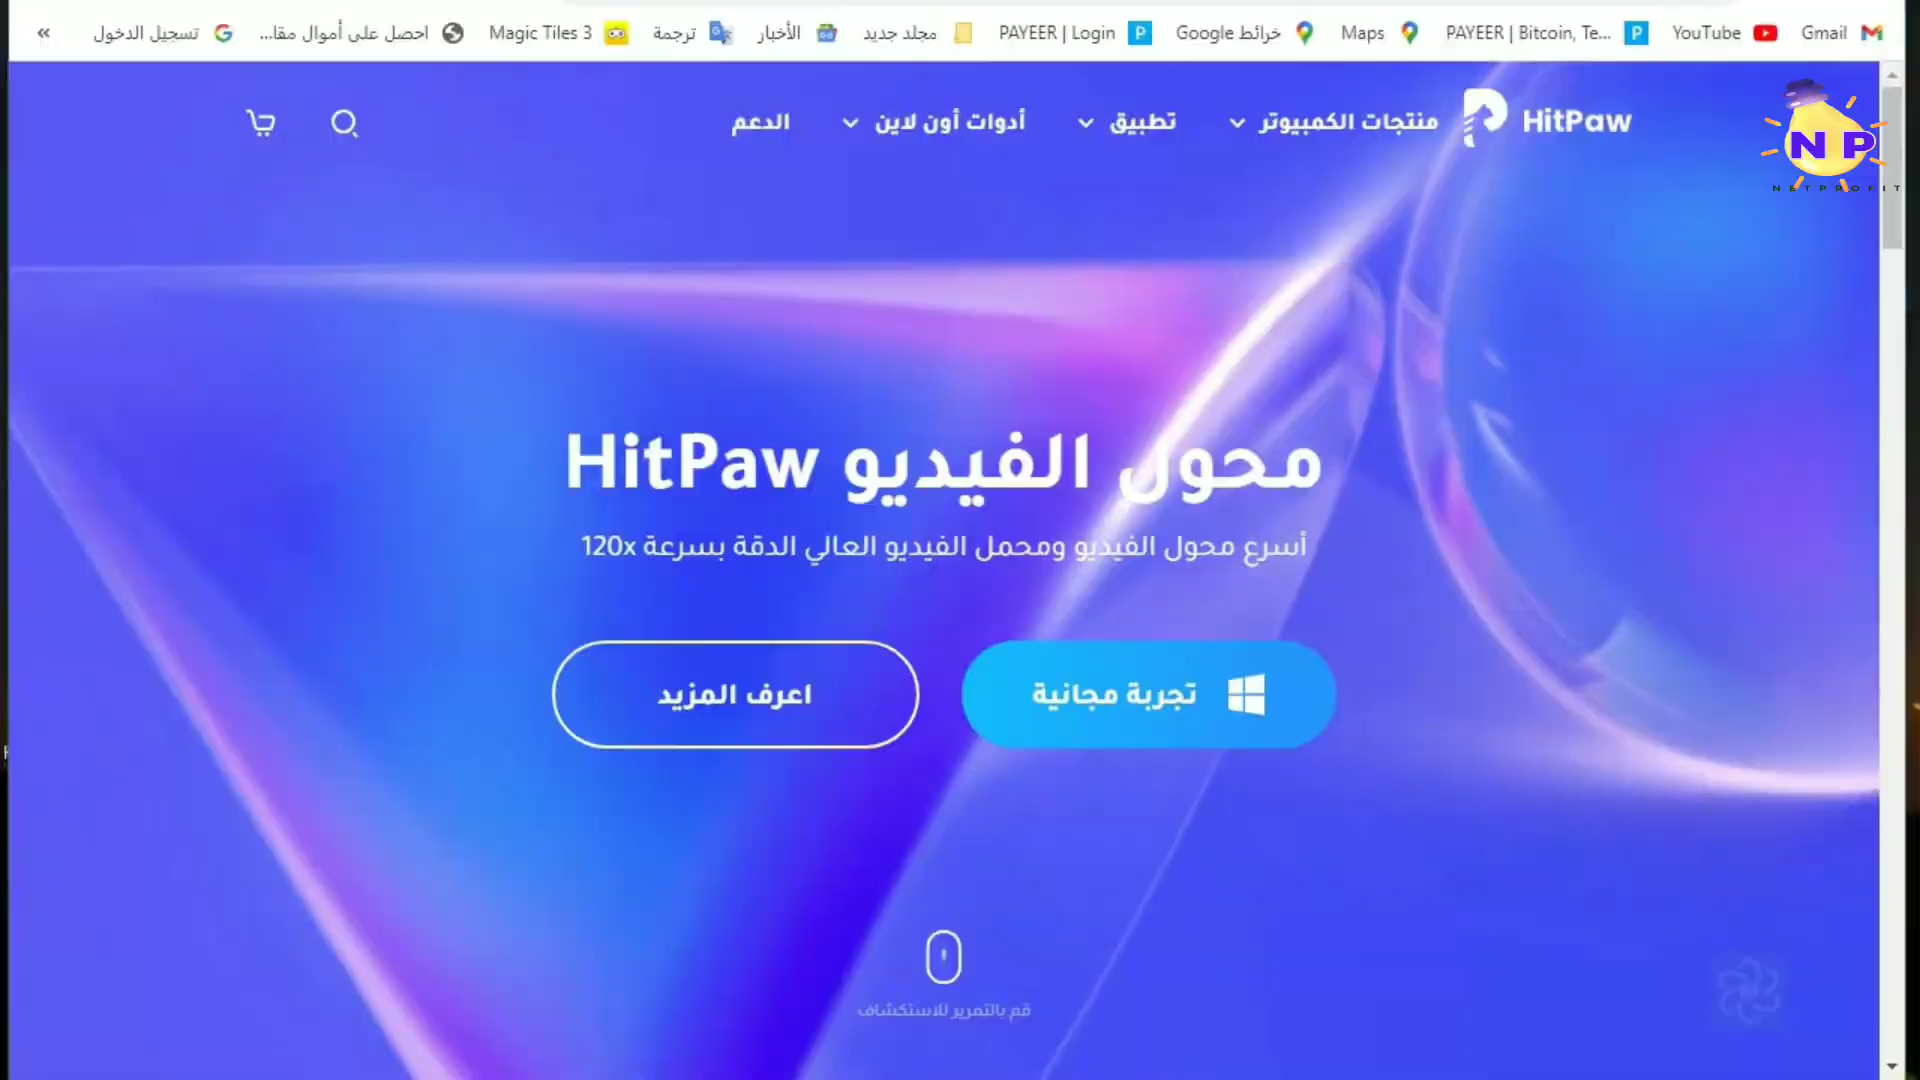 Gmail
YouTube
PAYEER | Bitcoin, Te...
Maps
خرائط Google
PAYEER | Login
مجلد جديد
الأخبار
ترجمة
Magic Tiles 3
احصل على أموال مقا...
تسجيل الدخول
»
HitPaw
منتجات الكمبيوتر
تطبيق
أدوات أون لاين
الدعم
N P
NETPROFIT
محول الفيديو HitPaw
أسرع محول الفيديو ومحمل الفيديو العالي الدقة بسرعة 120x
تجربة مجانية
اعرف المزيد
قم بالتمرير للاستكشاف